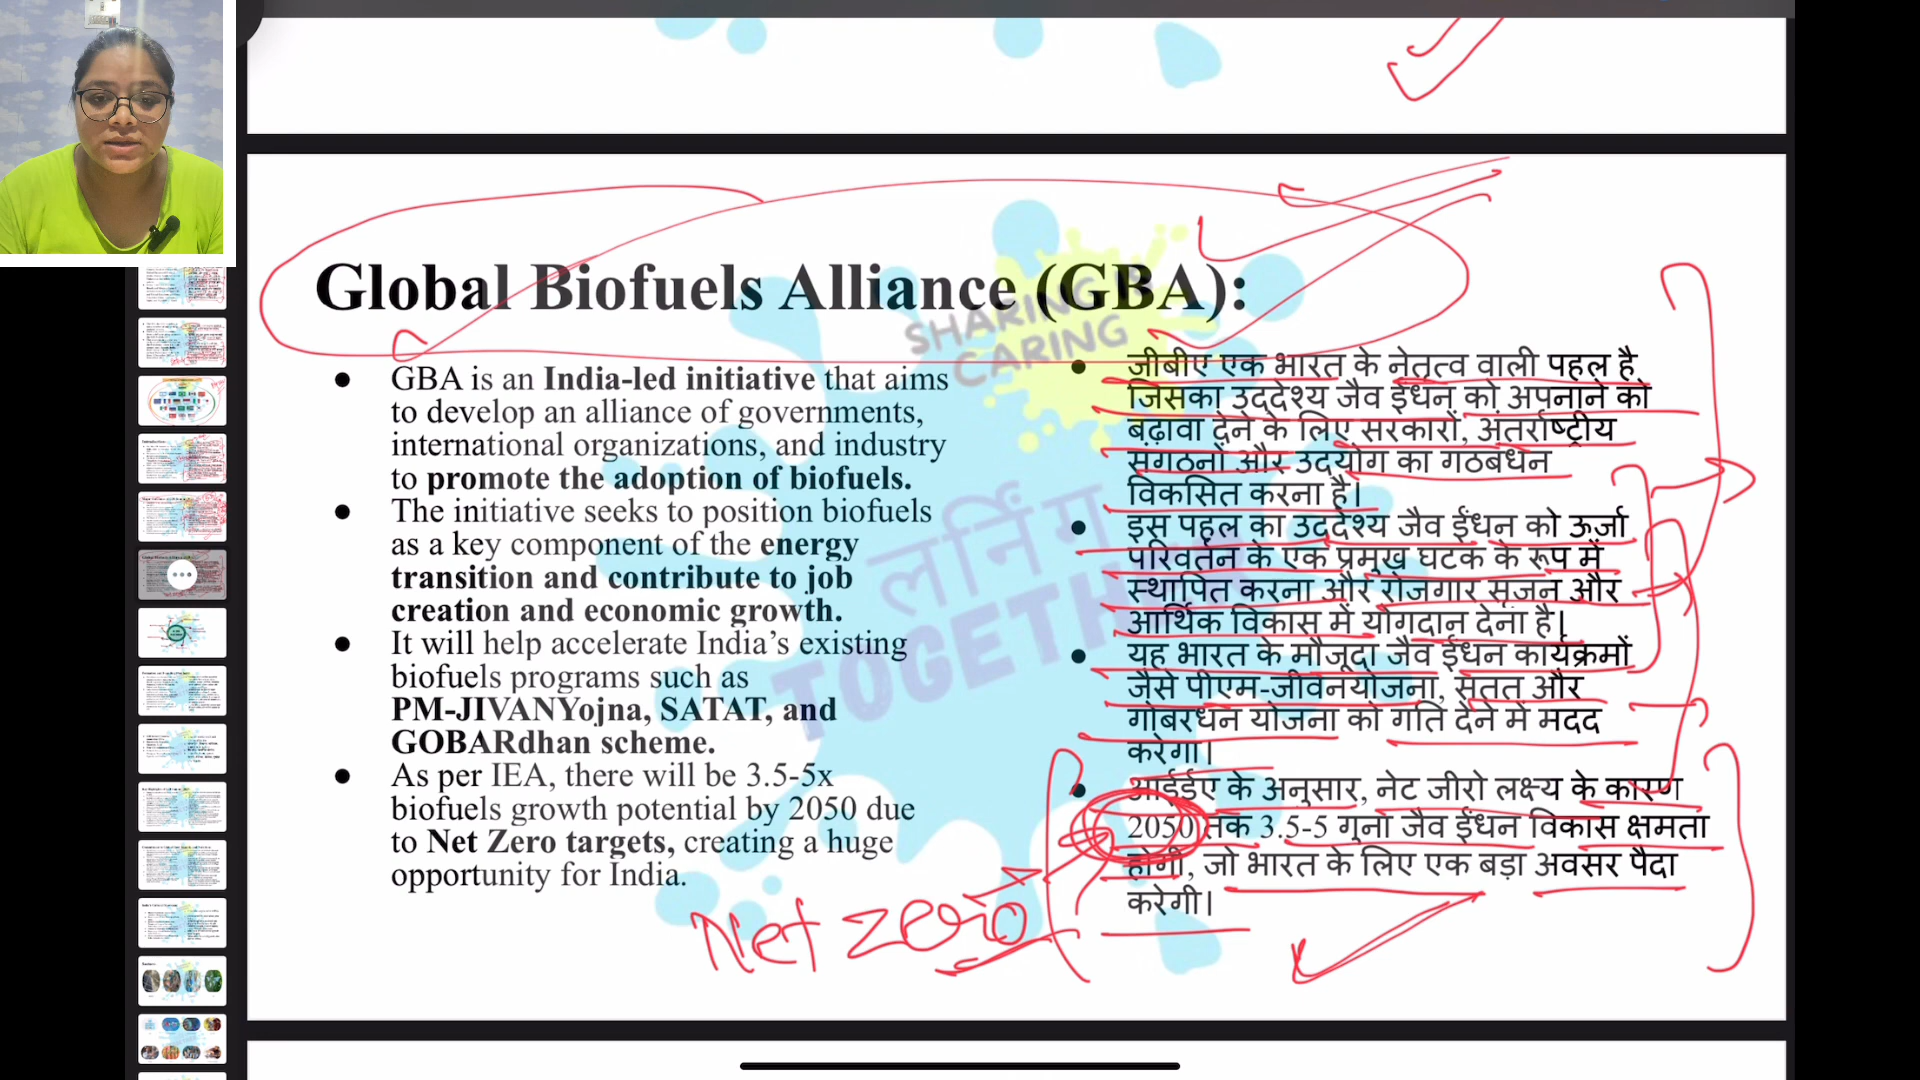 Global Biofuels Alliance (GBA):
SHARING IS
CARING
GBA is an India-led initiative that aims
to develop an alliance of governments,
international organizations, and industry
to promote the adoption of biofuels.
The initiative seeks to position biofuels
as a key component of the energy
transition and contribute to job
creation and economic growth.
It will help accelerate India’s existing
biofuels programs such as
PM-JIVANYojna, SATAT, and
GOBARdhan scheme.
As per IEA, there will be 3.5-5x
biofuels growth potential by 2050 due
to Net Zero targets, creating a huge
opportunity for India.
जीबीए एक भारत के नेतृत्व वाली पहल है
जिसका उद्देश्य जैव ईंधन को अपनाने को
बढ़ावा देने के लिए सरकारों, अंतर्राष्ट्रीय
संगठनों और उद्योग का गठबंधन
विकसित करना है।
इस पहल का उद्देश्य जैव ईंधन को ऊर्जा
परिवर्तन के एक प्रमुख घटक के रूप में
स्थापित करना और रोजगार सृजन और
आर्थिक विकास में योगदान देना है।
यह भारत के मौजूदा जैव ईंधन कार्यक्रमों
जैसे पीएम-जीवनयोजना, सतत और
गोबरधन योजना को गति देने में मदद
करेगा।
आईईए के अनुसार, नेट जीरो लक्ष्य के कारण
2050 तक 3.5-5 गुना जैव ईंधन विकास क्षमता
होगी, जो भारत के लिए एक बड़ा अवसर पैदा
करेगी।
लर्निंग
TOGETHER
Net zero